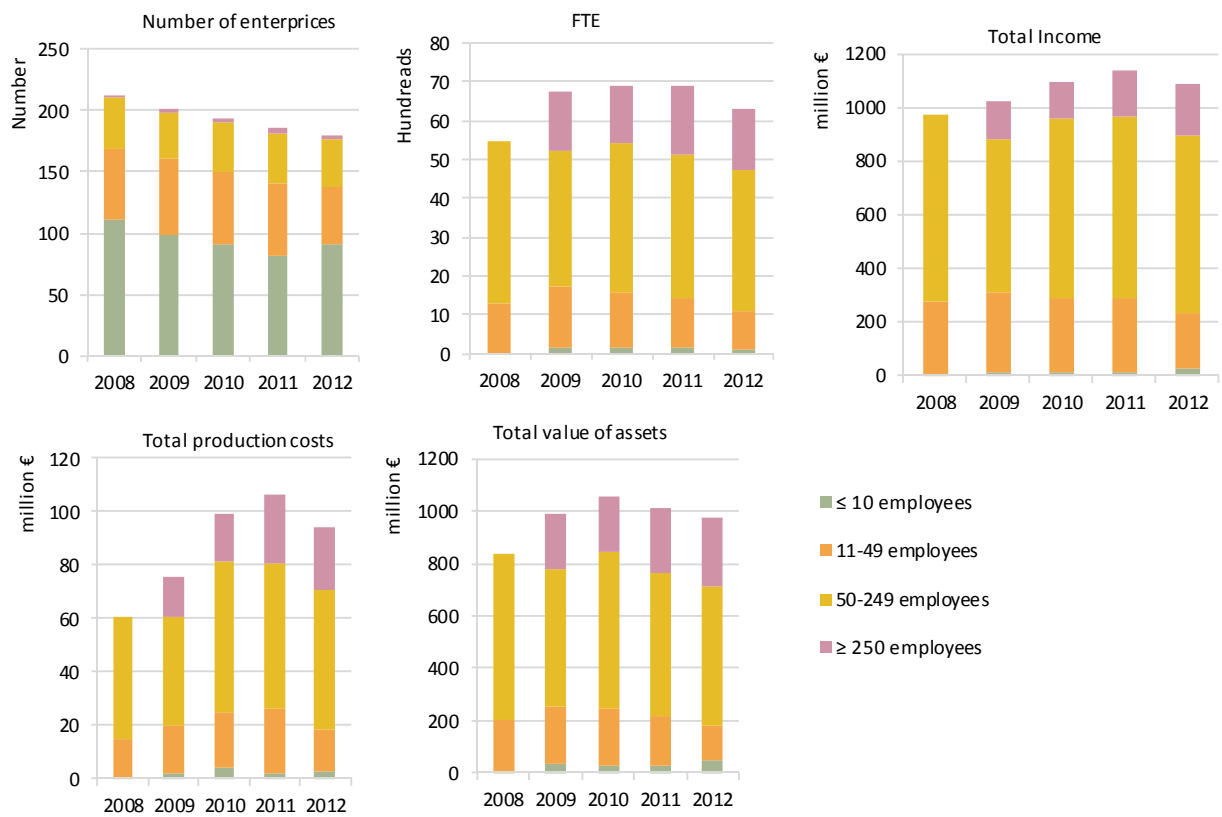 Number of enterprices
Number
250
200
150
100
50
0
2008 2009 2010 2011 2012
FTE
Hundreads
80
70
60
50
40
30
20
10
0
2008 2009 2010 2011 2012
Total Income
million €
1200
1000
800
600
400
200
0
2008 2009 2010 2011 2012
Total production costs
million €
120
100
80
60
40
20
0
2008 2009 2010 2011 2012
Total value of assets
million €
1200
1000
800
600
400
200
0
2008 2009 2010 2011 2012
≤ 10 employees
11-49 employees
50-249 employees
≥ 250 employees